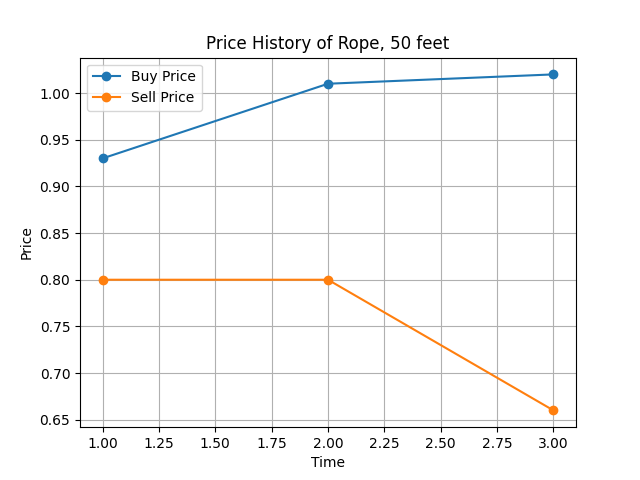 Price History of Rope, 50 feet
Buy Price
Sell Price
1.00
0.95
0.90
0.85
0.80
0.75
0.70
0.65
Price
1.00 1.25 1.50 1.75 2.00 2.25 2.50 2.75 3.00
Time